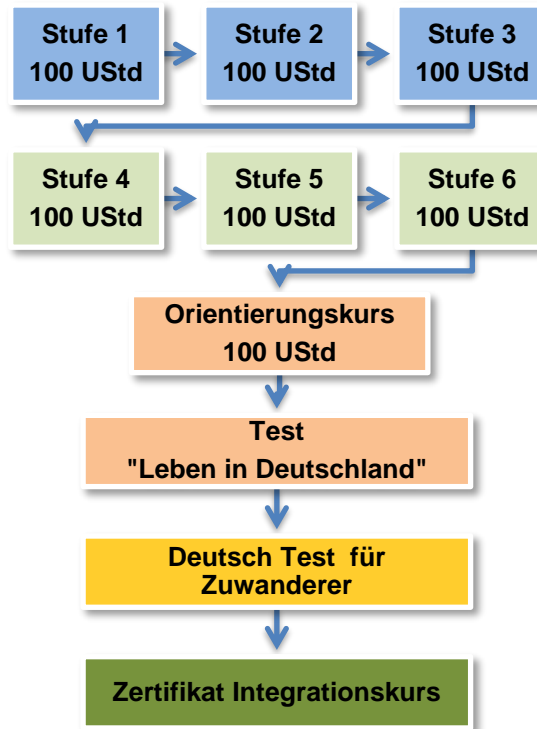 Stufe 1
100 UStd
Stufe 2
100 UStd
Stufe 3
100 UStd
Stufe 4
100 UStd
Stufe 5
100 UStd
Stufe 6
100 UStd
Orientierungskurs
100 UStd
Test
"Leben in Deutschland"
Deutsch Test für
Zuwanderer
Zertifikat Integrationskurs